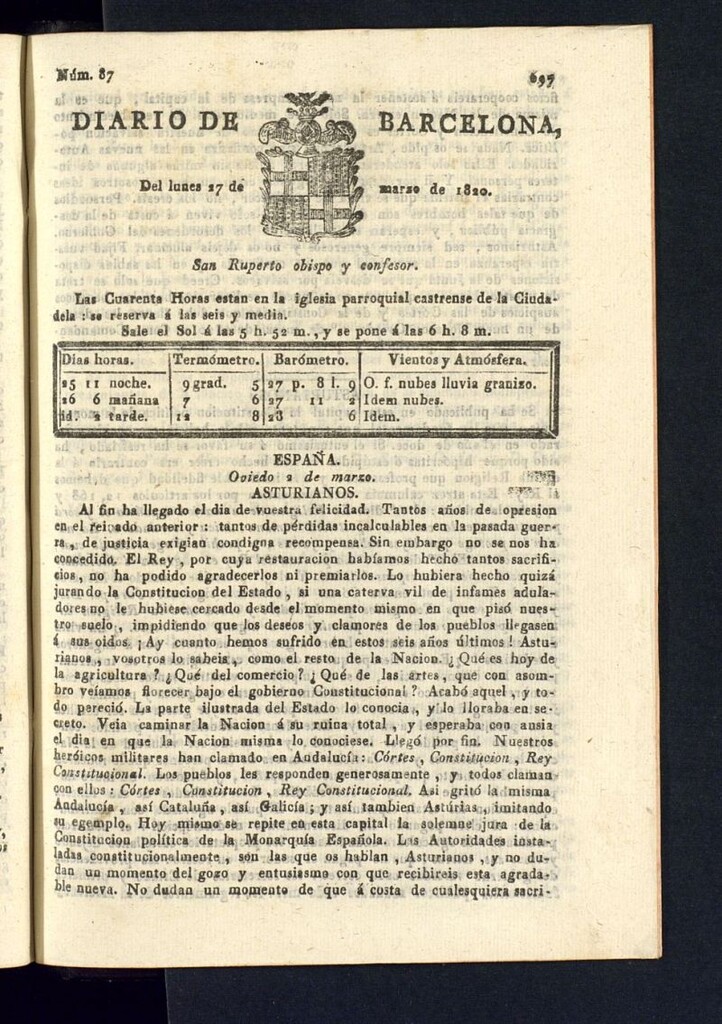 Núm. 87 697
DIARIO DE BARCELONA,
Del lunes 27 de marzo de 1820.
San Ruperto obispo y confesor.
Las Cuarenta Horas estan en la iglesia parroquial castrense de la Ciuda-
dela : se reserva á las seis y media.
Sale el Sol á las 5 h. 52 m., y se pone á las 6 h. 8 m.
Dias horas. Termómetro. Barómetro. Vientos y Atmósfera.
25 11 noche. 9 grad. 5 27 p. 8 l. 9 O. f. nubes lluvia granizo.
26 6 mañana 7 6 27 11 2 Idem nubes.
id. 2 tarde. 12 8 28 6 Idem.
ESPAÑA.
Oviedo 2 de marzo.
ASTURIANOS.
Al fin ha llegado el dia de vuestra felicidad. Tantos años de opresion
en el reinado anterior : tantos de pérdidas incalculables en la pasada guer-
ra, de justicia exigian condigna recompensa. Sin embargo no se nos ha
concedido. El Rey, por cuya restauracion habíamos hecho tantos sacrifi-
cios, no ha podido agradecerlos ni premiarlos. Lo hubiera hecho quizá
jurando la Constitucion del Estado, si una caterva vil de infames adula-
dores no le hubiese cercado desde el momento mismo en que pisó nues-
tro suelo, impidiendo que los deseos y clamores de los pueblos llegasen
á sus oidos. ¡Ay cuanto hemos sufrido en estos seis años últimos! Astu-
rianos, vosotros lo sabeis, como el resto de la Nacion. ¿Qué es hoy de
la agricultura? ¿Qué del comercio? ¿Qué de las artes, que con asom-
bro veíamos florecer bajo el gobierno Constitucional? Acabó aquel, y to-
do pereció. La parte ilustrada del Estado lo conocia, y lo lloraba en se-
creto. Veia caminar la Nacion á su ruina total, y esperaba con ansia
el dia en que la Nacion misma lo conociese. Llegó por fin. Nuestros
heróicos militares han clamado en Andalucía: Córtes, Constitucion, Rey
Constitucional. Los pueblos les responden generosamente, y todos claman
con ellos : Córtes, Constitucion, Rey Constitucional. Asi gritó la misma
Andalucía, así Cataluña, así Galicia; y así tambien Astúrias, imitando
su egemplo. Hoy mismo se repite en esta capital la solemne jura de la
Constitucion política de la Monarquía Española. Las Autoridades insta-
ladas constitucionalmente, son las que os hablan, Asturianos, y no du-
dan un momento del gozo y entusiasmo con que recibireis esta agrada-
ble nueva. No dudan un momento de que á costa de cualesquiera sacri-